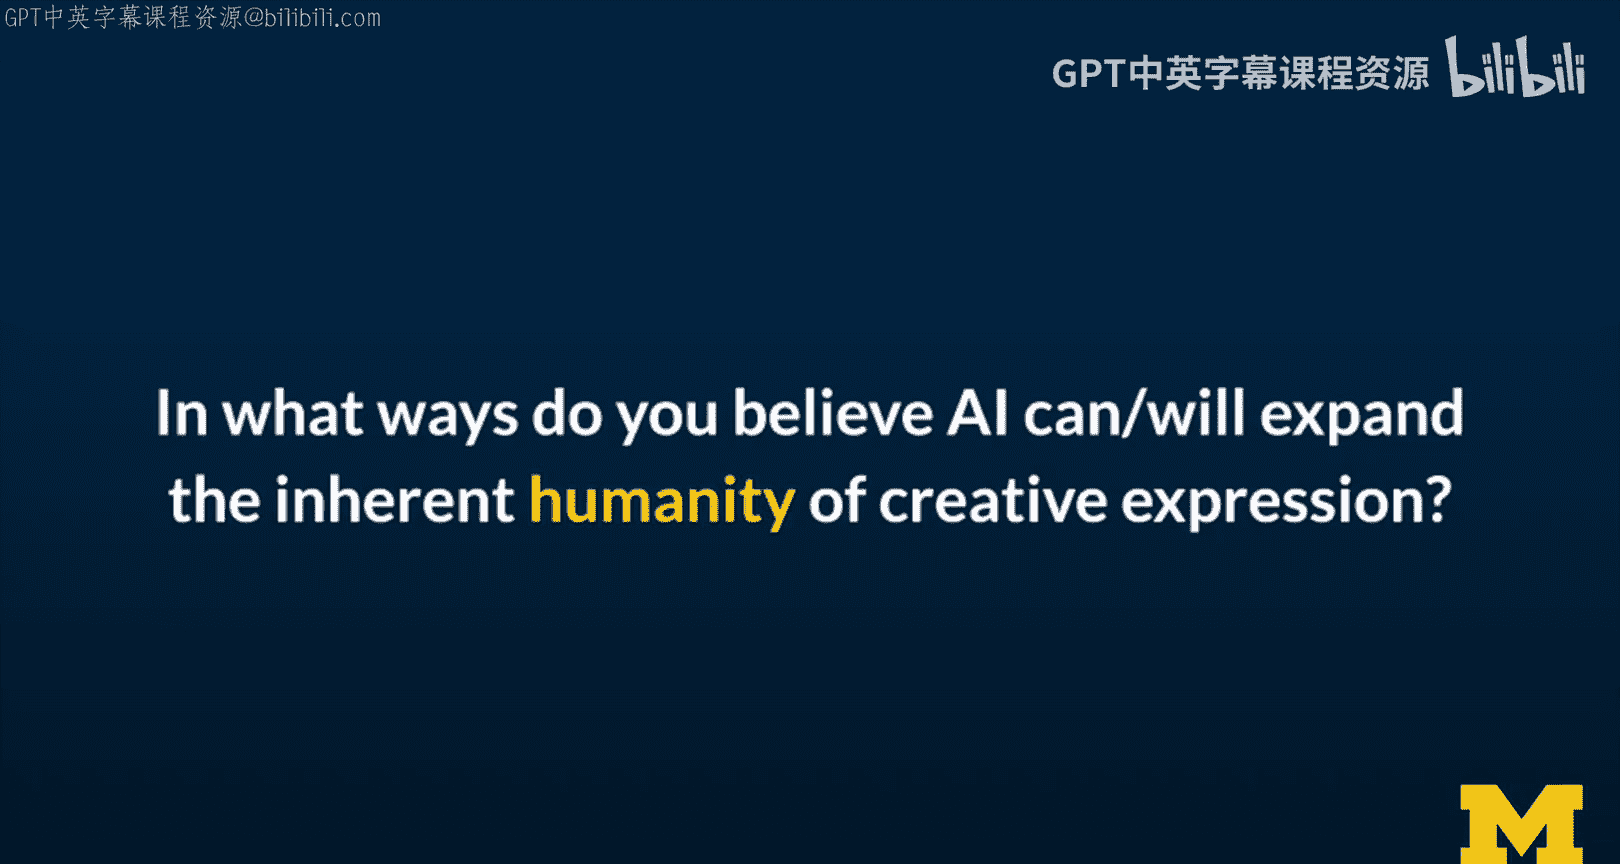 GPT中英字幕课程资源@bilibili.com
GPT中英字幕课程资源 bilibili
In what ways do you believe AI can/will expand
the inherent humanity of creative expression?
M